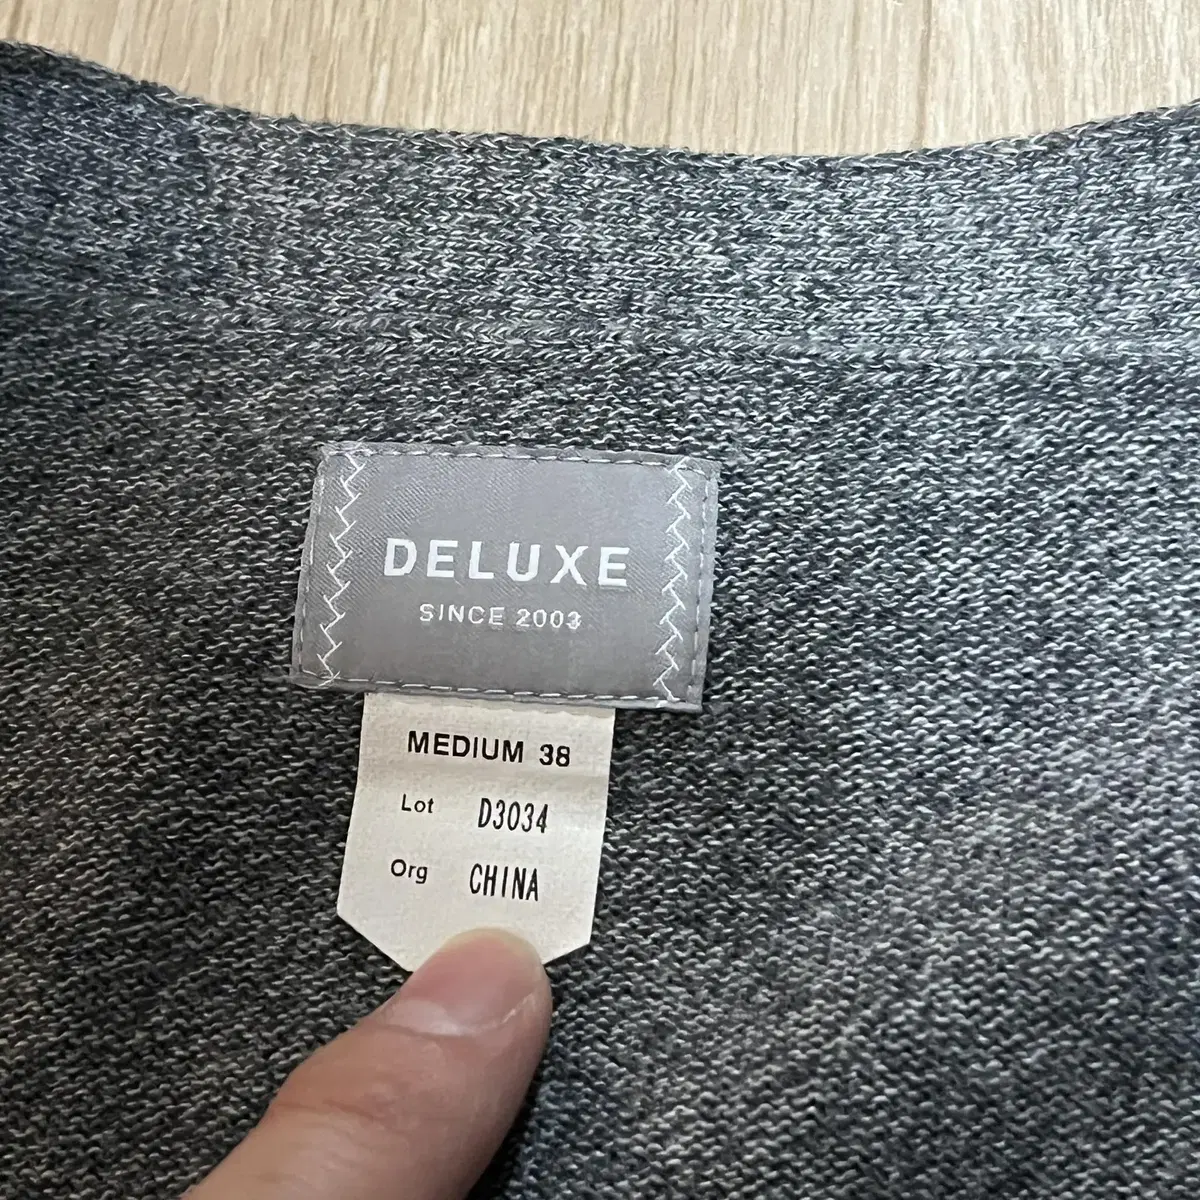 DELUXE
SINCE 2003
MEDIUM 38
Lot D3034
Org CHINA